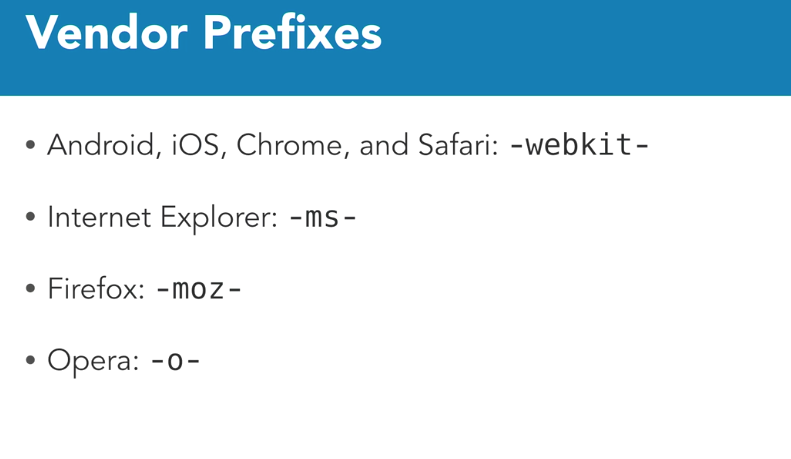 Vendor Prefixes
• Android, iOS, Chrome, and Safari: -webkit-
• Internet Explorer: -ms-
• Firefox: -moz-
• Opera: -o-